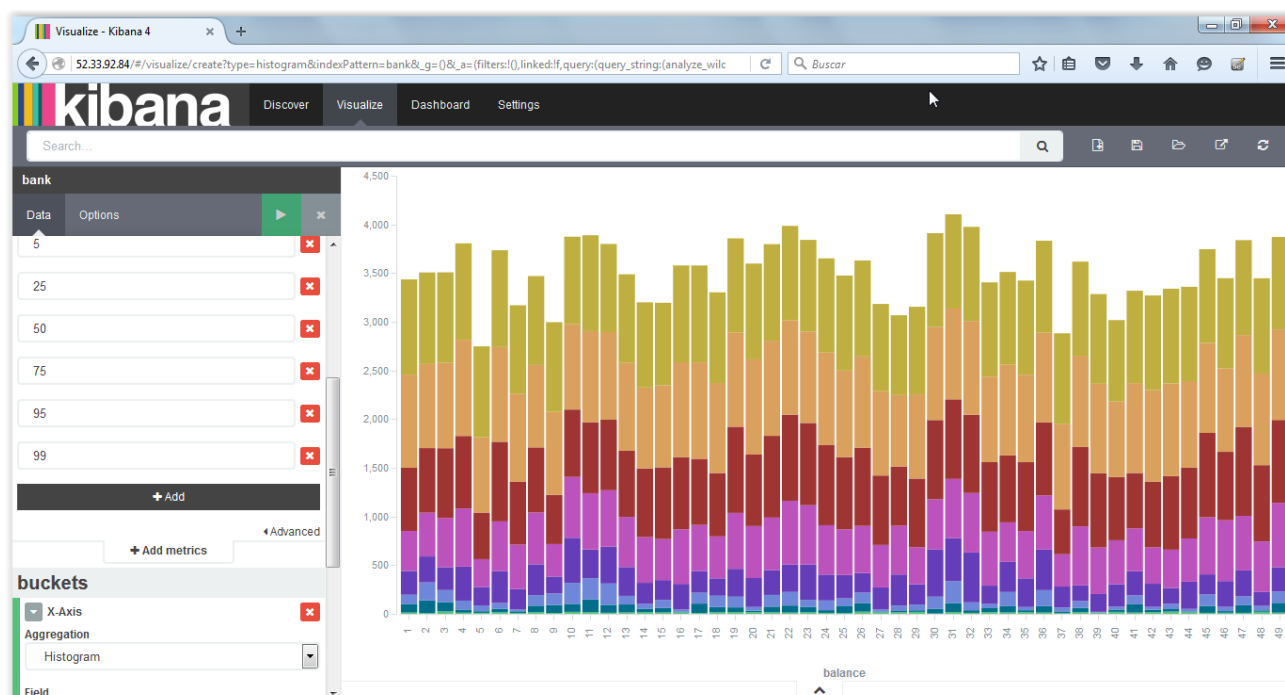 Visualize - Kibana 4
52.33.92.84/#/visualize/create?type=histogram&indexPattern=bank&_g=()&_a=(filters:!(),linked:!f,query:(query_string:(analyze_wilc
Buscar
kibana
Discover Visualize Dashboard Settings
Search...
bank
Data Options
5
25
50
75
95
99
Add
Advanced
Add metrics
buckets
X-Axis
Aggregation
Histogram
Field
4,500
4,000
3,500
3,000
2,500
2,000
1,500
1,000
500
0
1 2 3 4 5 6 7 8 9 10 11 12 13 14 15 16 17 18 19 20 21 22 23 24 25 26 27 28 29 30 31 32 33 34 35 36 37 38 39 40 41 42 43 44 45 46 47 48 49
balance